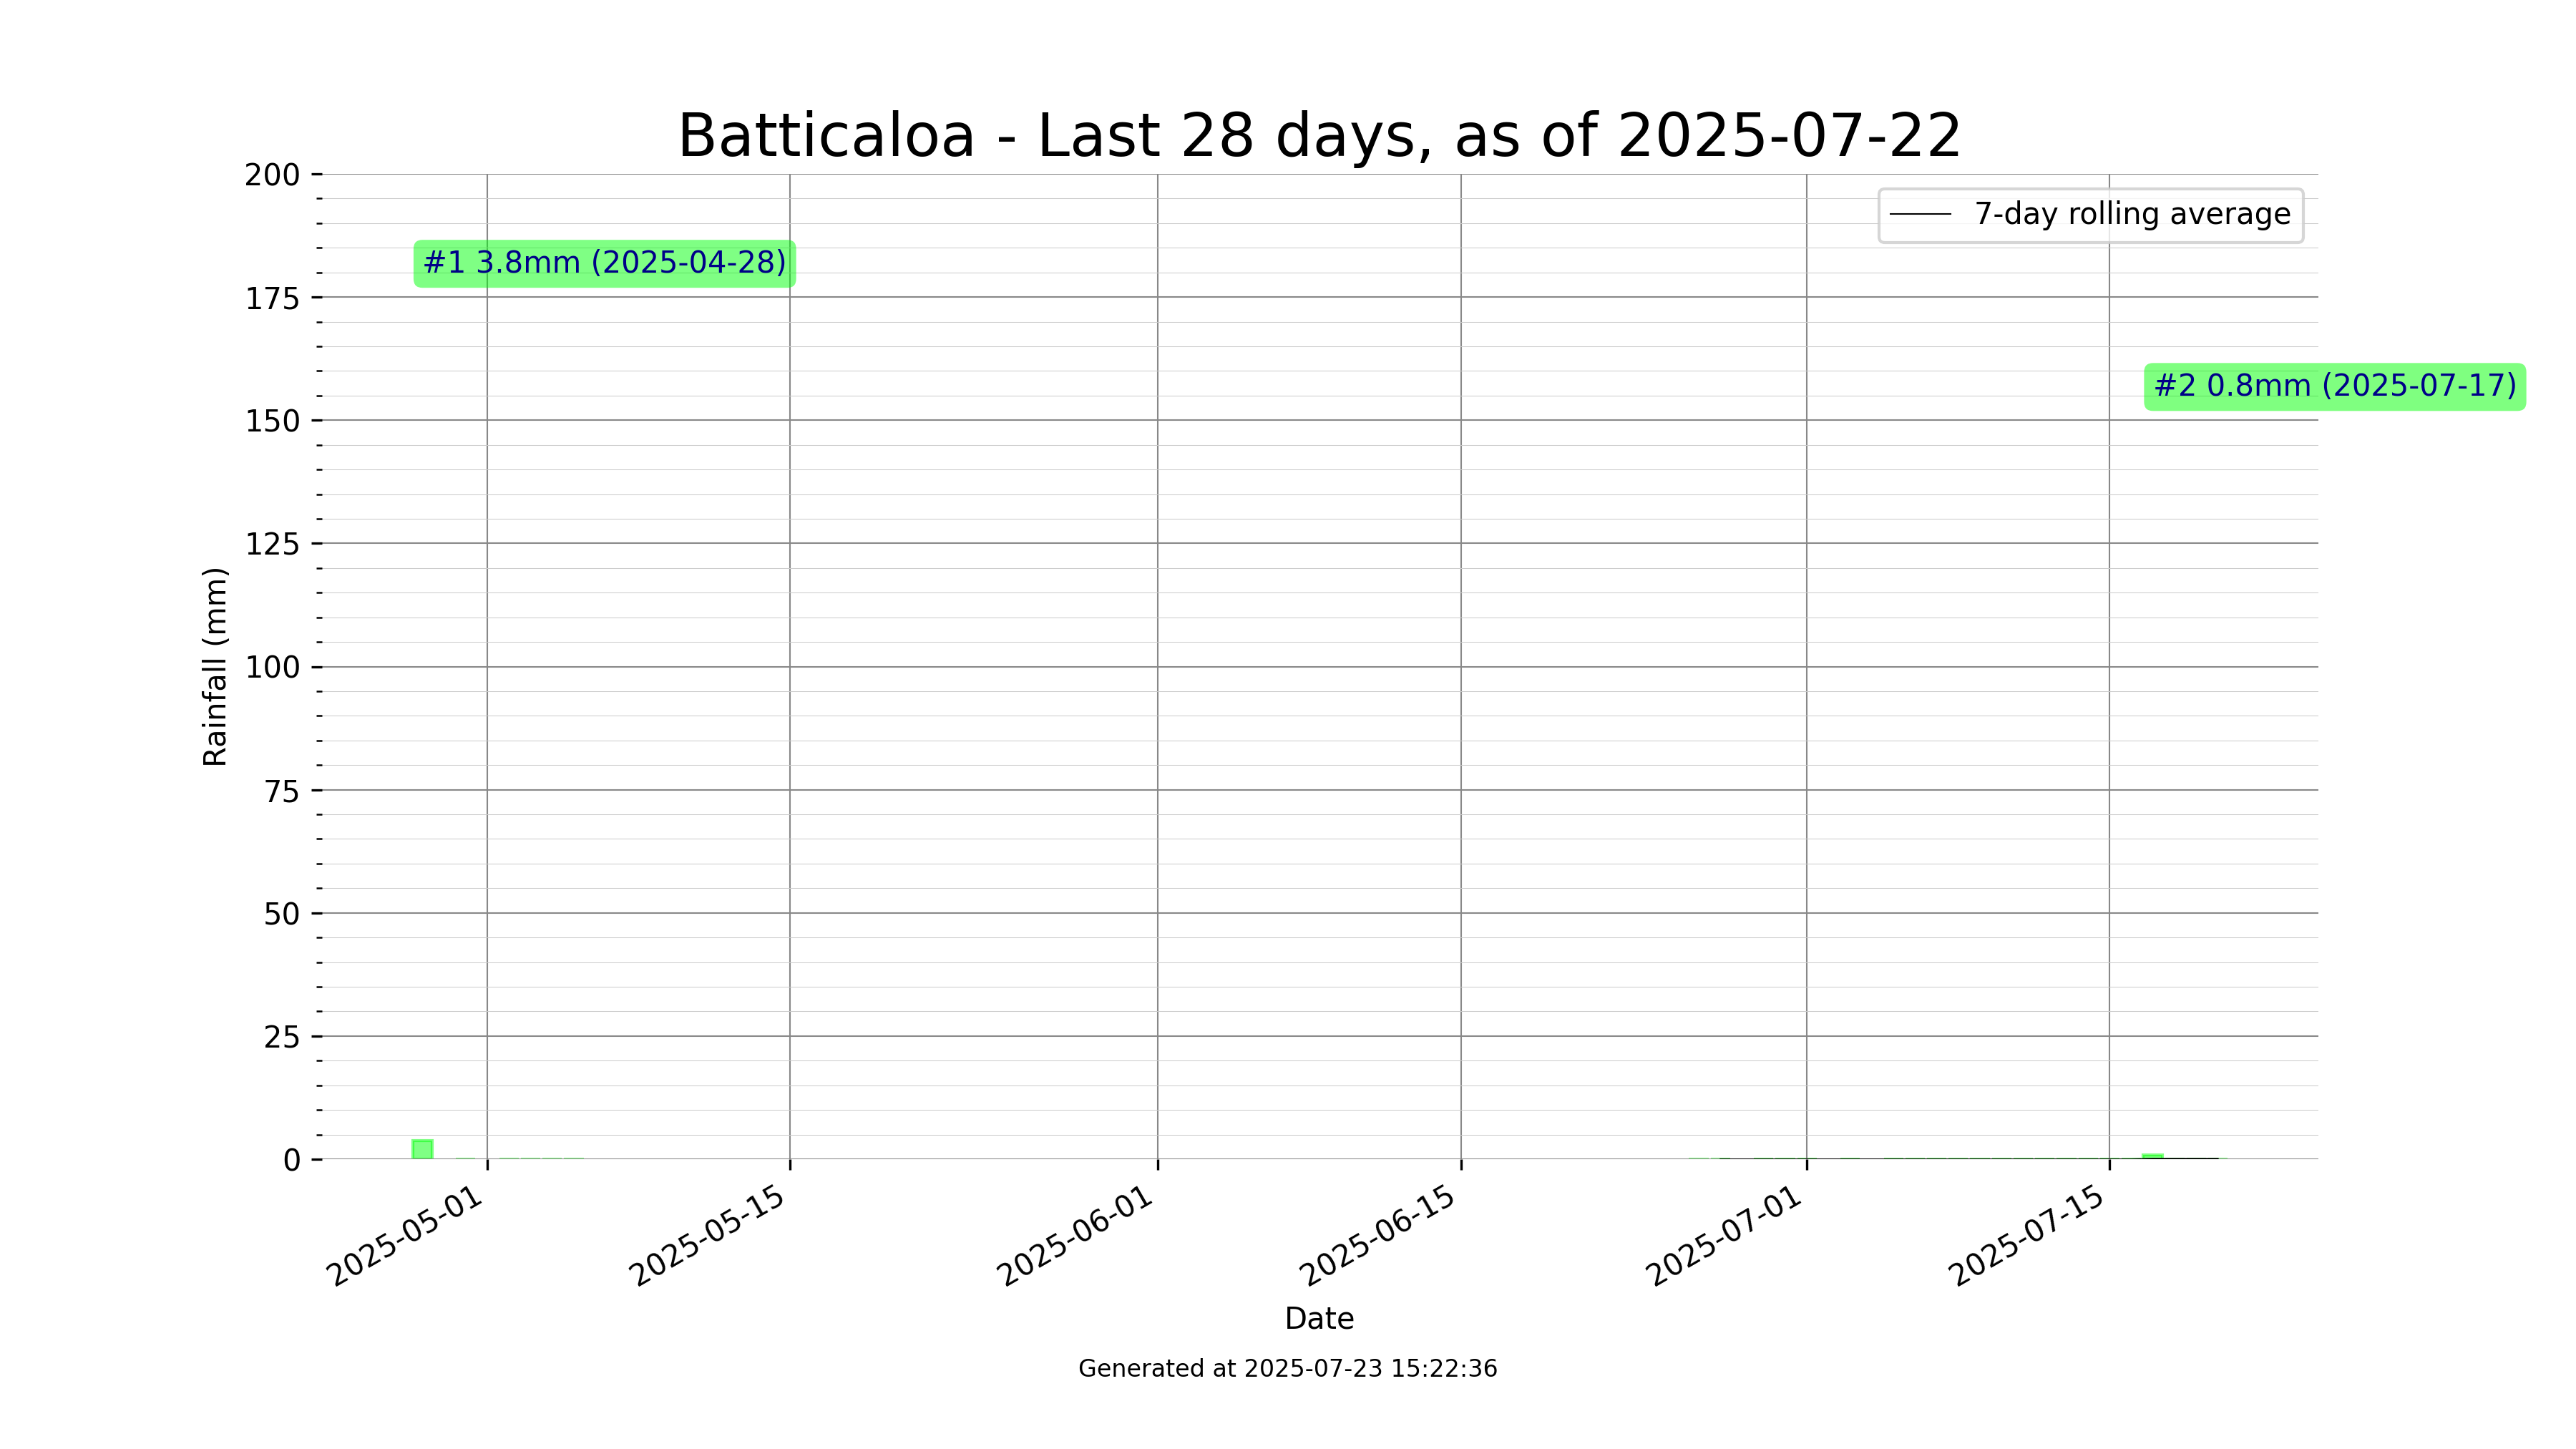 Batticaloa - Last 28 days, as of 2025-07-22
200
7-day rolling average
#1 3.8mm (2025-04-28)
175
#2 0.8mm (2025-07-17)
150
125
Rainfall (mm)
100
75
50
25
0
2025-05-01
2025-05-15
2025-06-01
2025-06-15
2025-07-01
2025-07-15
Date
Generated at 2025-07-23 15:22:36